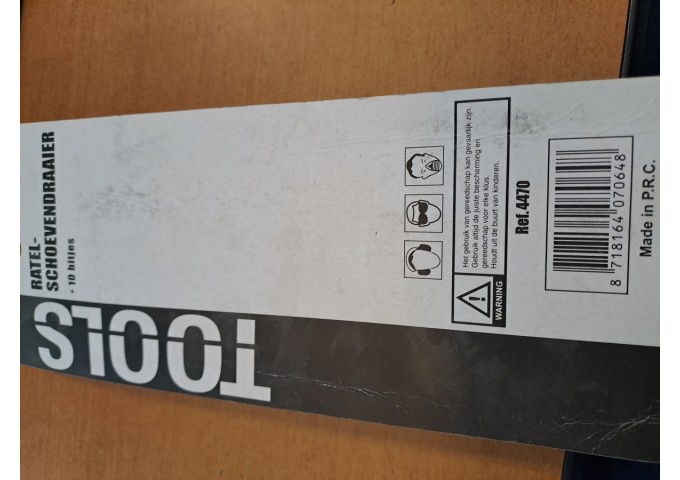 TOOLS
RATEL-
SCHOEVENDRAAIER
- 10 bitjes
WARNING
Het gebruik van gereedschap kan gevaarlijk zijn.
Gebruik altijd de juiste bescherming en
gereedschap voor elke klus.
Houdt uit de buurt van kinderen.
Ref.4470
8 718164 070648
Made in P.R.C.